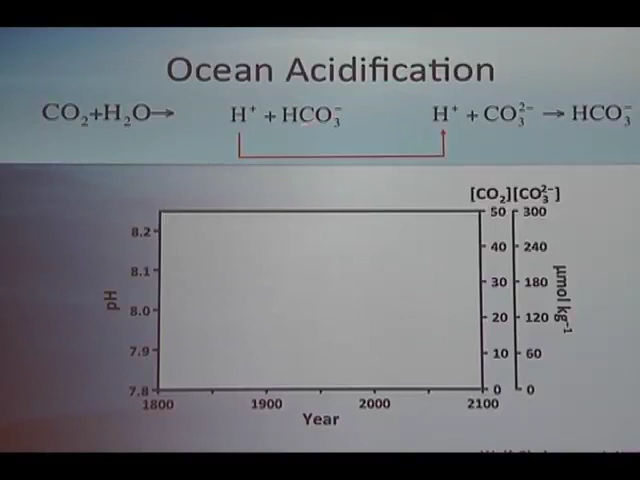 Ocean Acidification
CO₂+H₂O→ H⁺ + HCO₃⁻ H⁺ + CO₃²⁻ → HCO₃⁻
[CO₂][CO₃²⁻]
8.2
8.1
8.0
7.9
7.8
pH
50 300
40 240
30 180
20 120
10 60
0 0
µmol kg⁻¹
1800 1900 2000 2100
Year